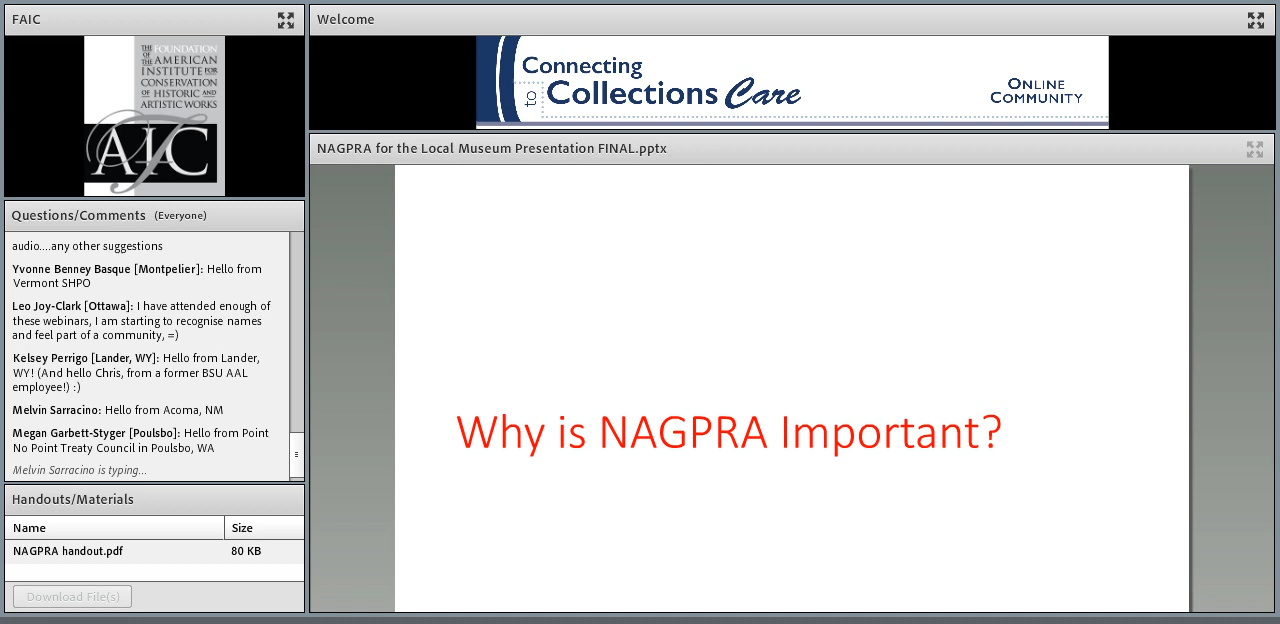 FAIC
THE FOUNDATION
OF THE AMERICAN
INSTITUTE FOR
CONSERVATION
OF HISTORIC AND
ARTISTIC WORKS
AIC
Welcome
Connecting
to Collections Care
ONLINE
COMMUNITY
Questions/Comments (Everyone)
audio....any other suggestions
Yvonne Benney Basque [Montpelier]: Hello from
Vermont SHPO
Leo Joy-Clark [Ottawa]: I have attended enough of
these webinars, I am starting to recognise names
and feel part of a community, =)
Kelsey Perrigo [Lander, WY]: Hello from Lander,
WY! (And hello Chris, from a former BSU AAL
employee!) :)
Melvin Sarracino: Hello from Acoma, NM
Megan Garbett-Styger [Poulsbo]: Hello from Point
No Point Treaty Council in Poulsbo, WA
Melvin Sarracino is typing...
Handouts/Materials
Name Size
NAGPRA handout.pdf 80 KB
Download File(s)
NAGPRA for the Local Museum Presentation FINAL.pptx
Why is NAGPRA Important?